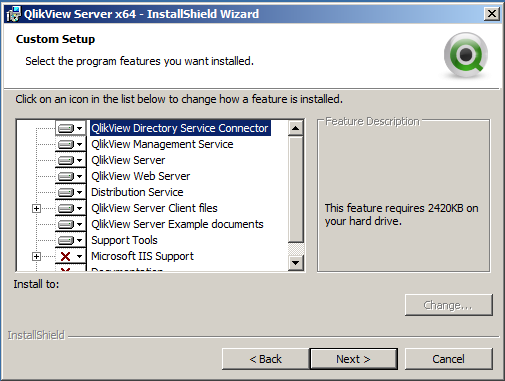 QlikView Server x64 - InstallShield Wizard
Custom Setup
Select the program features you want installed.
Click on an icon in the list below to change how a feature is installed.
QlikView Directory Service Connector
QlikView Management Service
QlikView Server
QlikView Web Server
Distribution Service
QlikView Server Client files
QlikView Server Example documents
Support Tools
Microsoft IIS Support
Documentation
Feature Description
This feature requires 2420KB on
your hard drive.
Install to:
Change...
InstallShield
< Back
Next >
Cancel